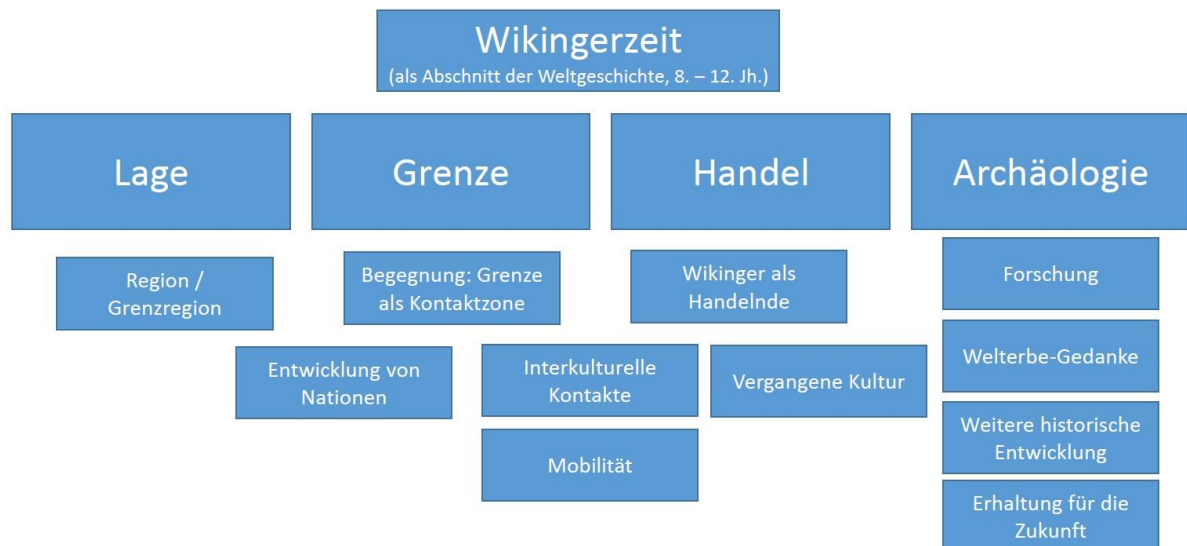 Wikingerzeit
(als Abschnitt der Weltgeschichte, 8. – 12. Jh.)
Lage
Grenze
Handel
Archäologie
Region /
Grenzregion
Begegnung: Grenze
als Kontaktzone
Wikinger als
Handelnde
Forschung
Entwicklung von
Nationen
Interkulturelle
Kontakte
Vergangene Kultur
Welterbe-Gedanke
Mobilität
Weitere historische
Entwicklung
Erhaltung für die
Zukunft